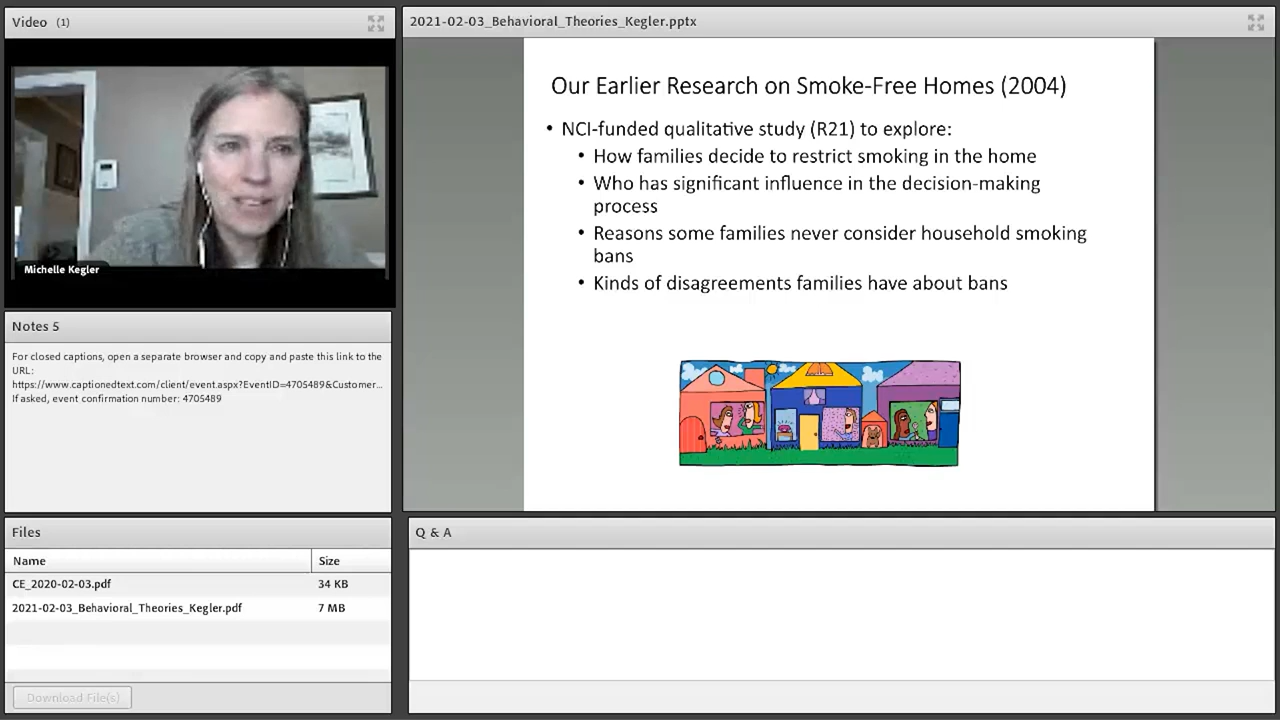 Video (1)
Michelle Kegler
Notes 5
For closed captions, open a separate browser and copy and paste this link to the
URL:
https://www.captionedtext.com/client/event.aspx?EventID=4705489&Customer...
If asked, event confirmation number: 4705489
Files
Name Size
CE_2020-02-03.pdf 34 KB
2021-02-03_Behavioral_Theories_Kegler.pdf 7 MB
Download File(s)
2021-02-03_Behavioral_Theories_Kegler.pptx
Our Earlier Research on Smoke-Free Homes (2004)
• NCI-funded qualitative study (R21) to explore:
• How families decide to restrict smoking in the home
• Who has significant influence in the decision-making
process
• Reasons some families never consider household smoking
bans
• Kinds of disagreements families have about bans
Q & A